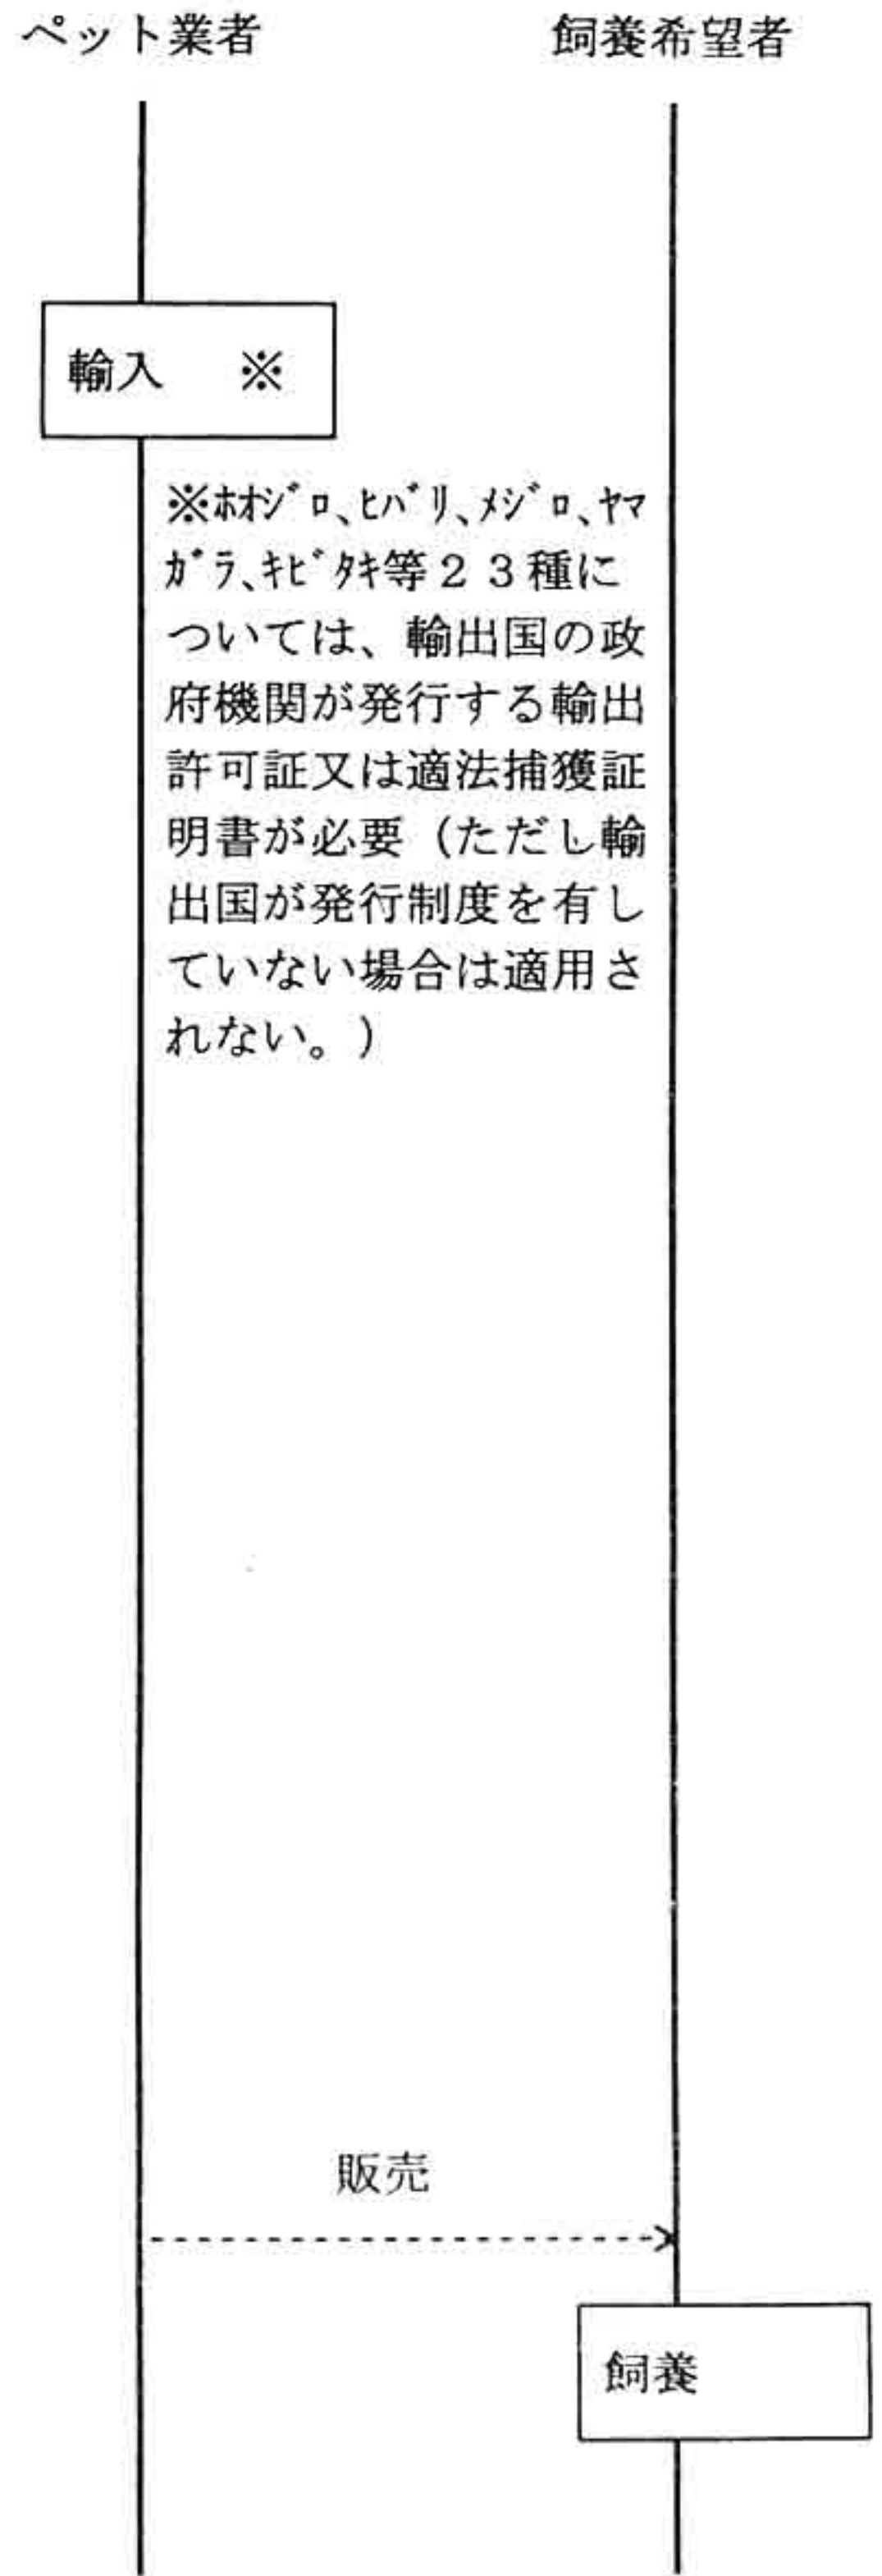 ペット業者　飼養希望者
輸入　※
※ﾎｵｼﾞﾛ、ﾋﾊﾞﾘ、ﾒｼﾞﾛ、ﾔﾏ
ｶﾞﾗ、ｷﾋﾞﾀｷ等２３種に
ついては、輸出国の政
府機関が発行する輸出
許可証又は適法捕獲証
明書が必要（ただし輸
出国が発行制度を有し
ていない場合は適用さ
れない。）
販売
飼養